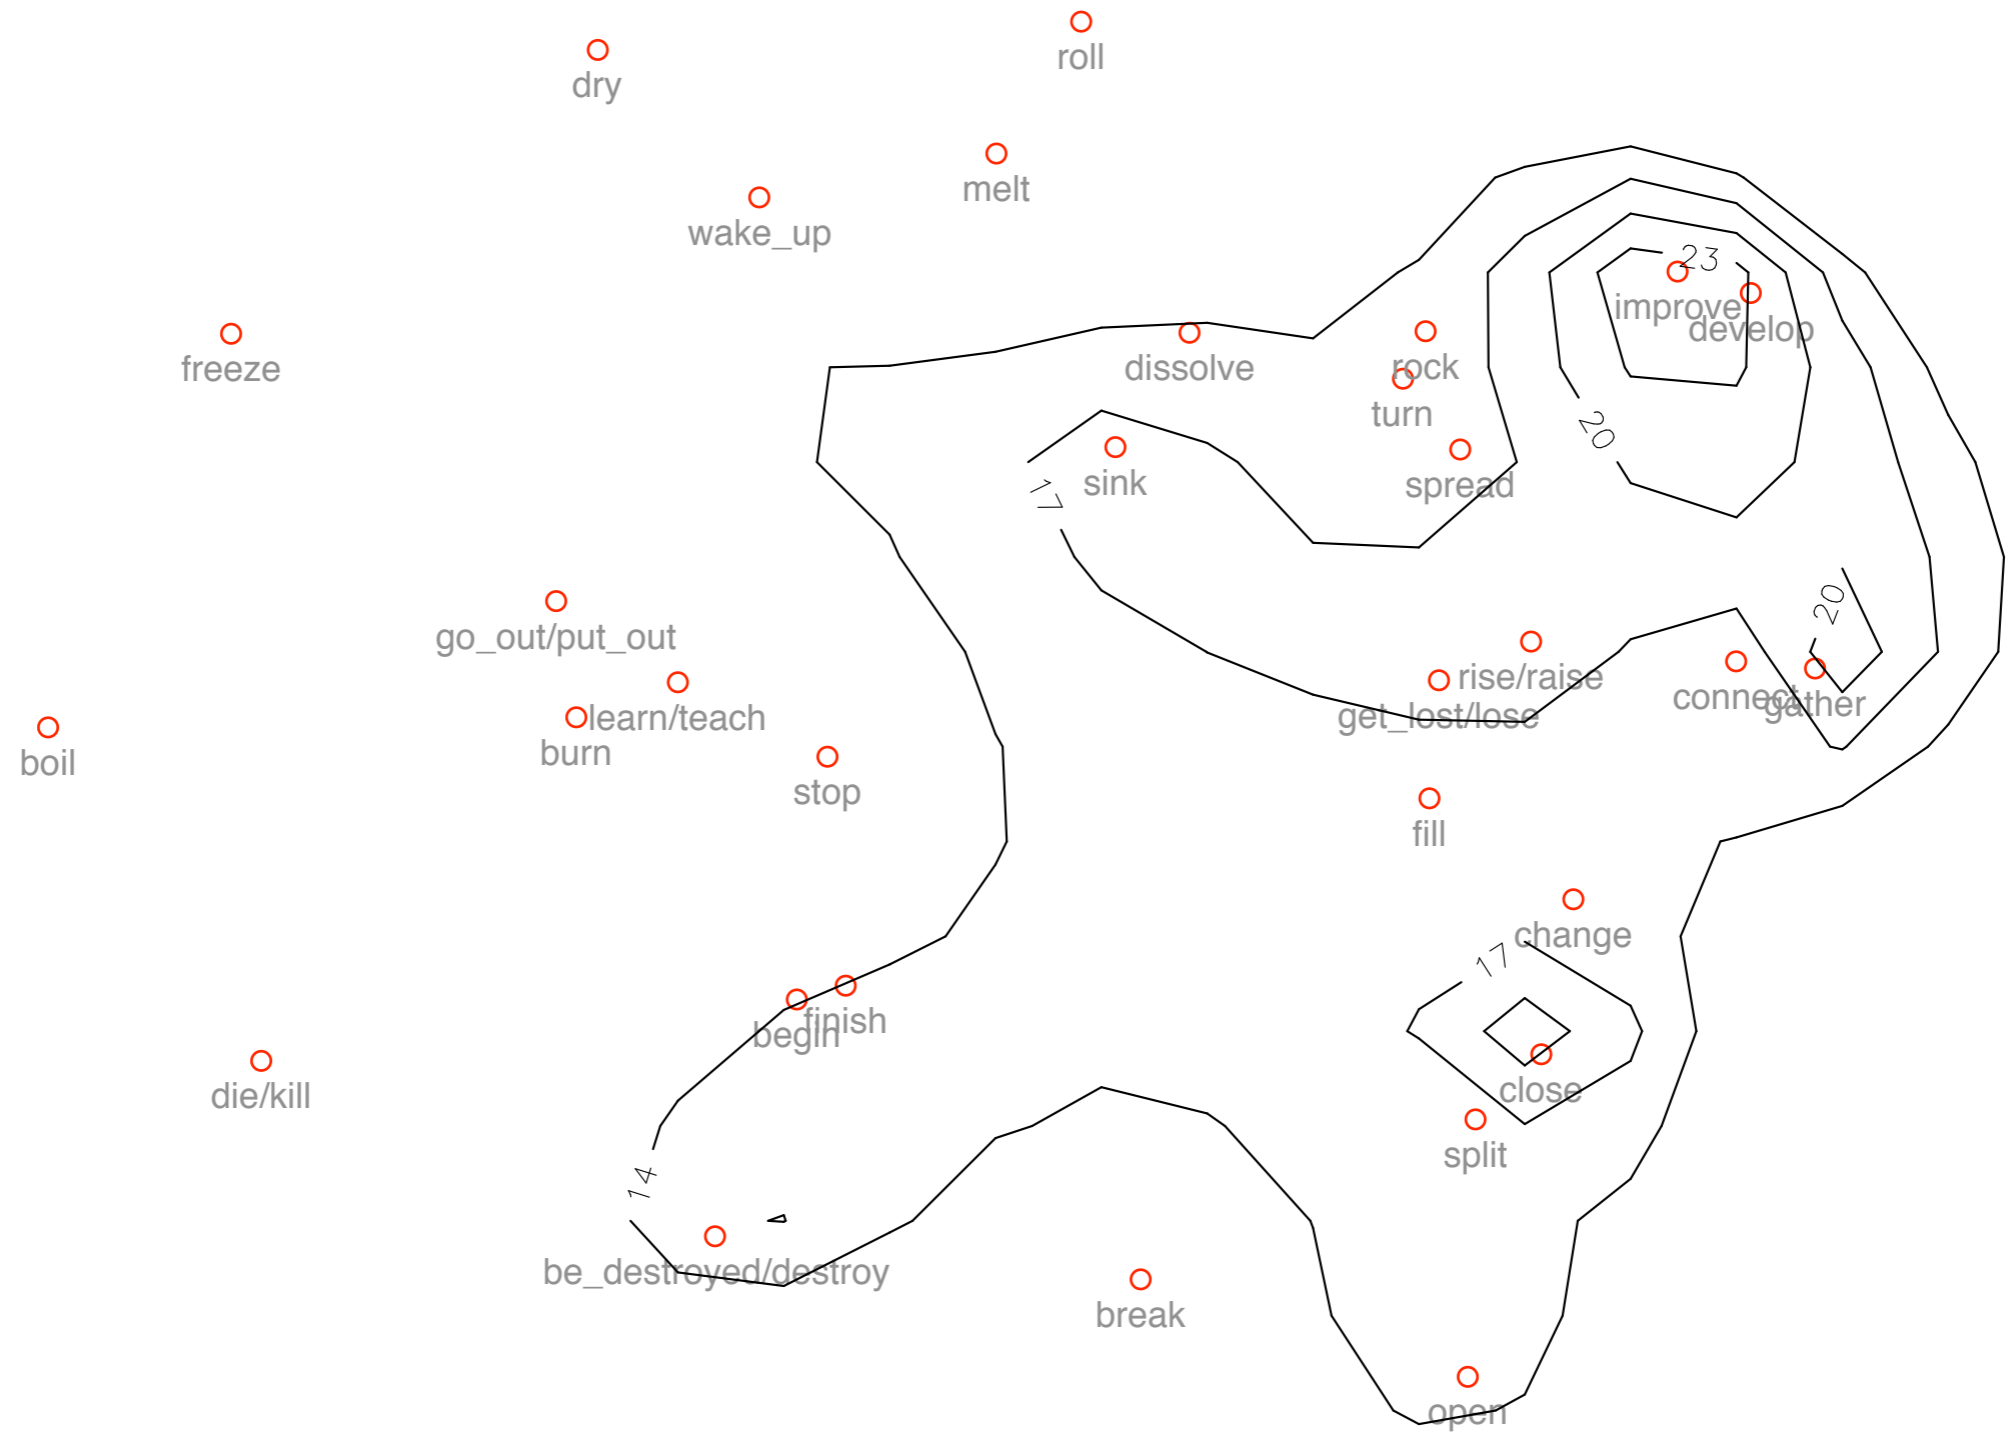 roll
dry
melt
wake_up
23
improve
develop
dissolve
rock
freeze
turn
20
sink
spread
17
20
go_out/put_out
rise/raise
connect
gather
get_lost/lose
learn/teach
burn
boil
stop
fill
change
17
finish
begin
close
die/kill
split
14
be_destroyed/destroy
break
open